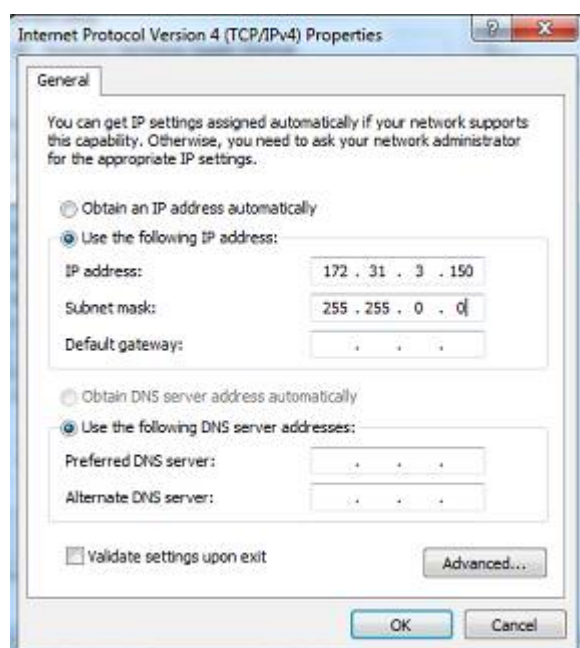 Internet Protocol Version 4 (TCP/IPv4) Properties
General
You can get IP settings assigned automatically if your network supports
this capability. Otherwise, you need to ask your network administrator
for the appropriate IP settings.
Obtain an IP address automatically
Use the following IP address:
IP address: 172 . 31 . 3 . 150
Subnet mask: 255 . 255 . 0 . 0
Default gateway: . . .
Obtain DNS server address automatically
Use the following DNS server addresses:
Preferred DNS server: . . .
Alternate DNS server: . . .
Validate settings upon exit
Advanced...
OK Cancel